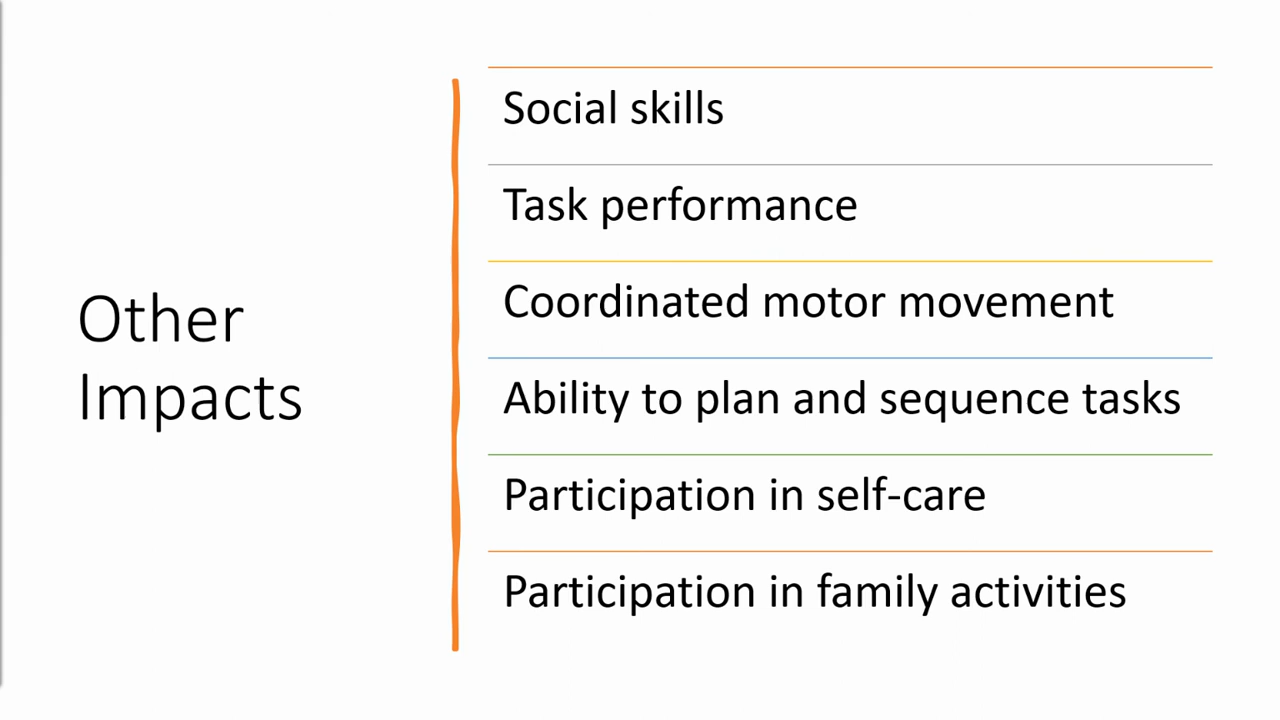 Other
Impacts
Social skills
Task performance
Coordinated motor movement
Ability to plan and sequence tasks
Participation in self-care
Participation in family activities